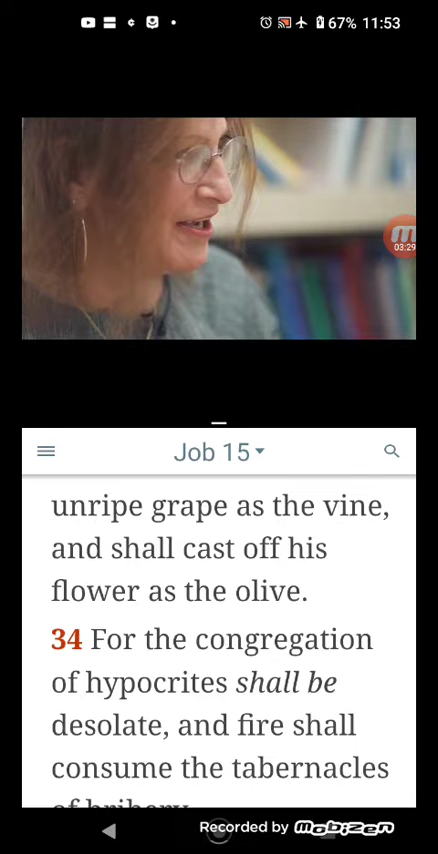 67% 11:53
m
03:29
Job 15
unripe grape as the vine,
and shall cast off his
flower as the olive.
34 For the congregation
of hypocrites shall be
desolate, and fire shall
consume the tabernacles
of bribery.
Recorded by mobizen